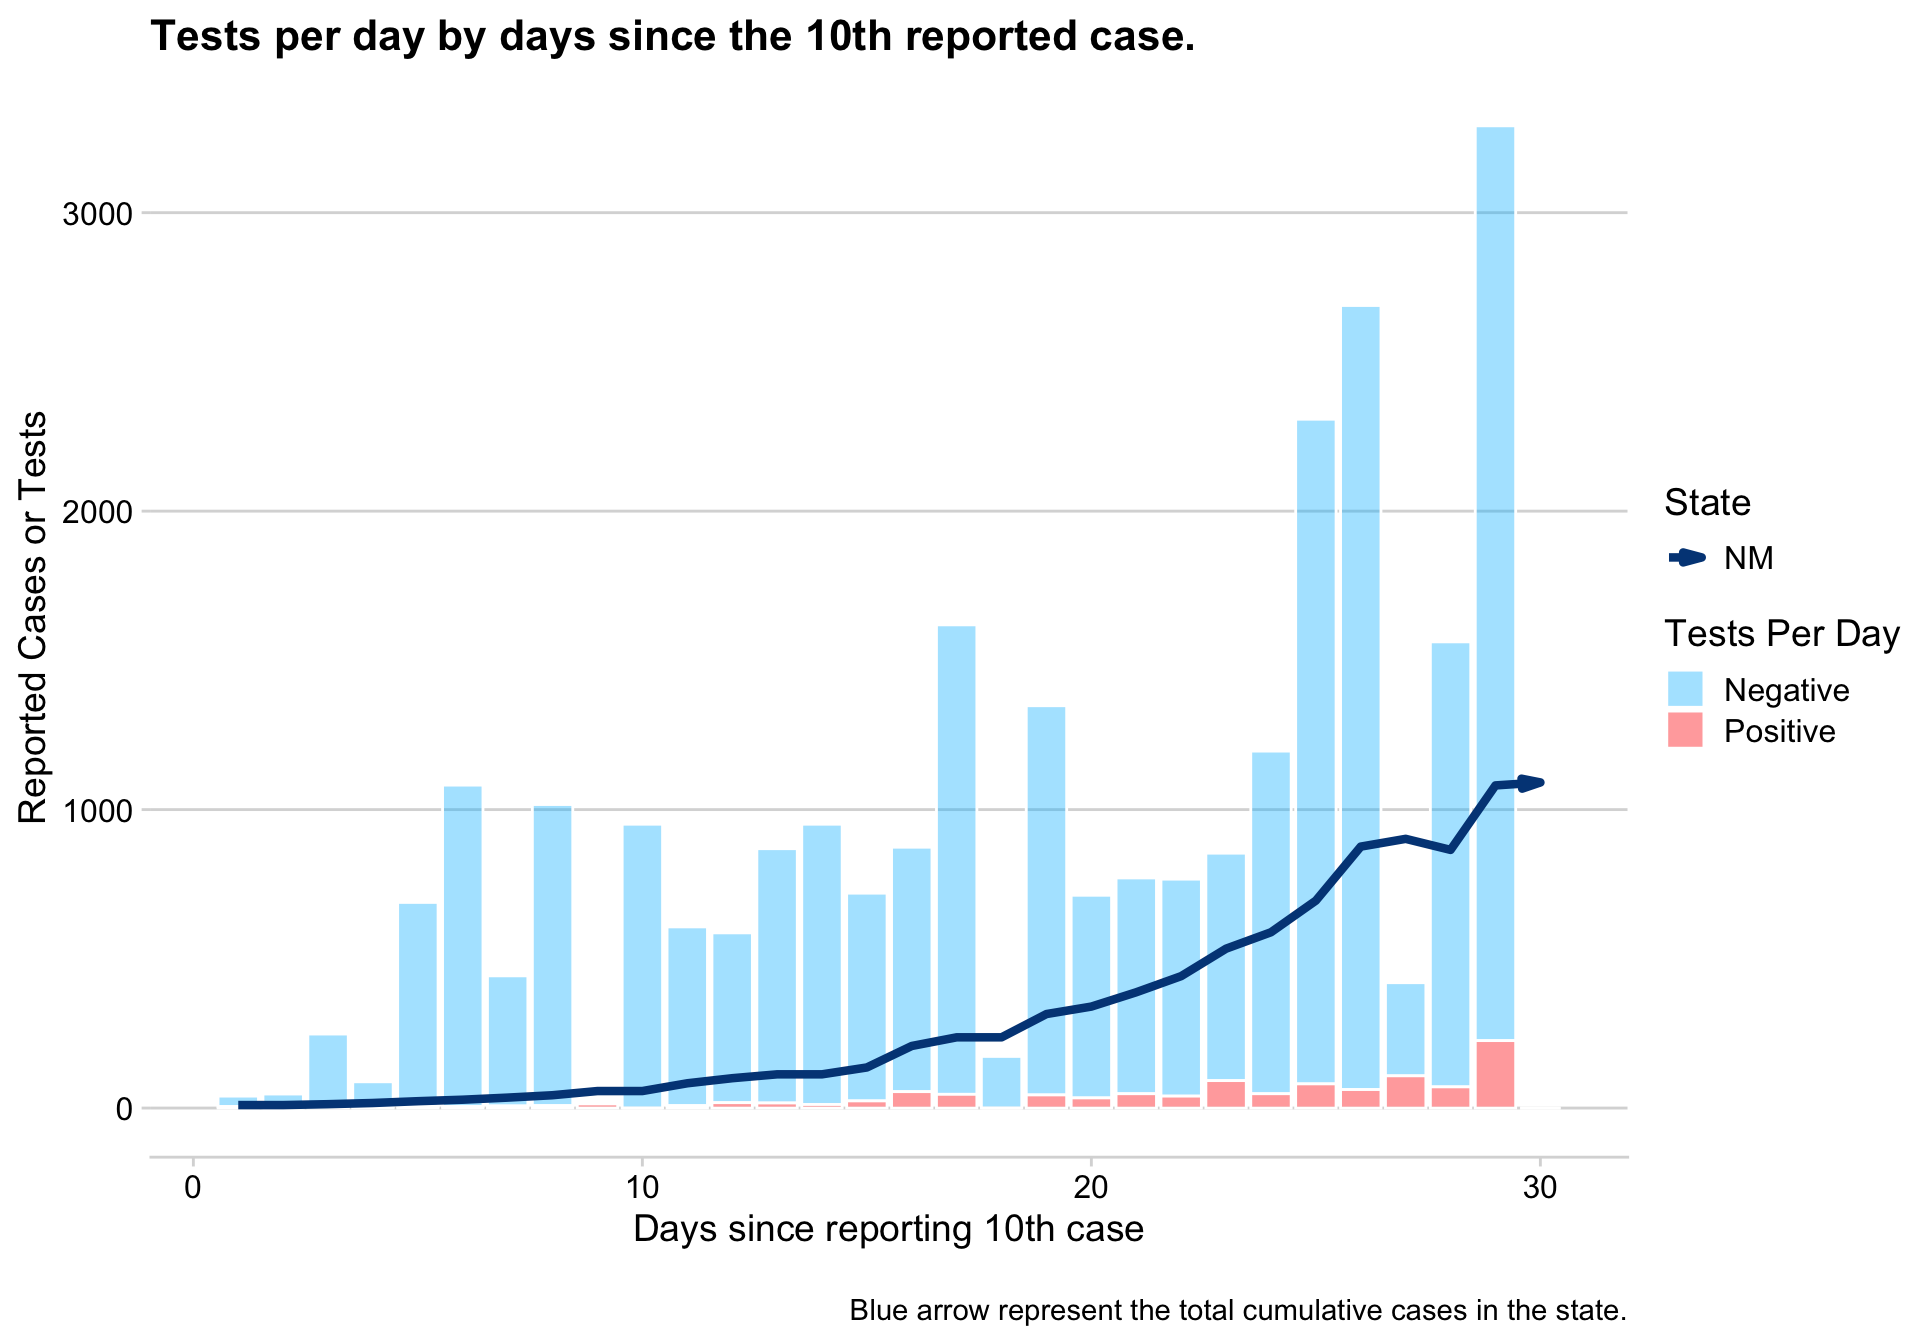 Tests per day by days since the 10th reported case.
Reported Cases or Tests
3000
2000
1000
0
0 10 20 30
Days since reporting 10th case
State
NM
Tests Per Day
Negative
Positive
Blue arrow represent the total cumulative cases in the state.